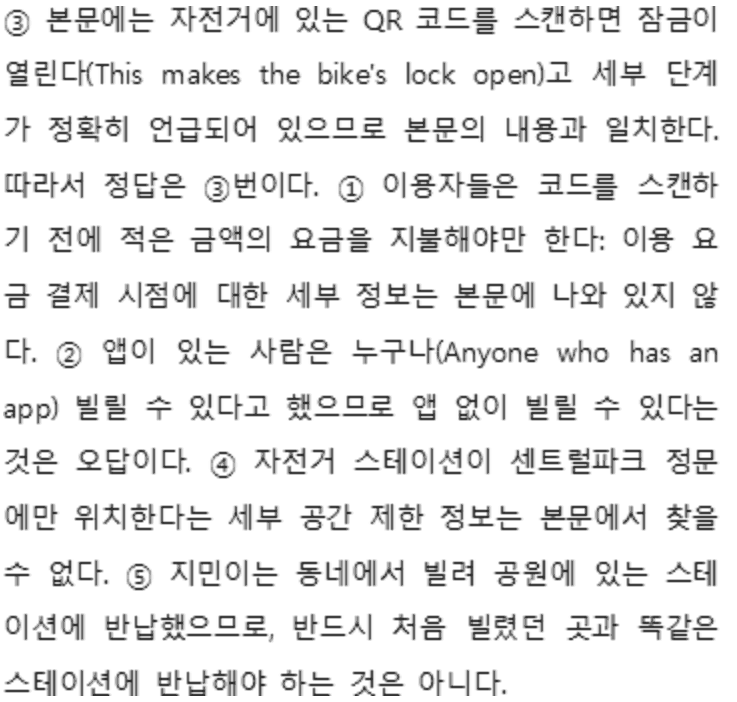 ③ 본문에는 자전거에 있는 QR 코드를 스캔하면 잠금이
열린다(This makes the bike's lock open)고 세부 단계
가 정확히 언급되어 있으므로 본문의 내용과 일치한다.
따라서 정답은 ③번이다. ① 이용자들은 코드를 스캔하
기 전에 적은 금액의 요금을 지불해야만 한다: 이용 요
금 결제 시점에 대한 세부 정보는 본문에 나와 있지 않
다. ② 앱이 있는 사람은 누구나(Anyone who has an
app) 빌릴 수 있다고 했으므로 앱 없이 빌릴 수 있다는
것은 오답이다. ④ 자전거 스테이션이 센트럴파크 정문
에만 위치한다는 세부 공간 제한 정보는 본문에서 찾을
수 없다. ⑤ 지민이는 동네에서 빌려 공원에 있는 스테
이션에 반납했으므로, 반드시 처음 빌렸던 곳과 똑같은
스테이션에 반납해야 하는 것은 아니다.